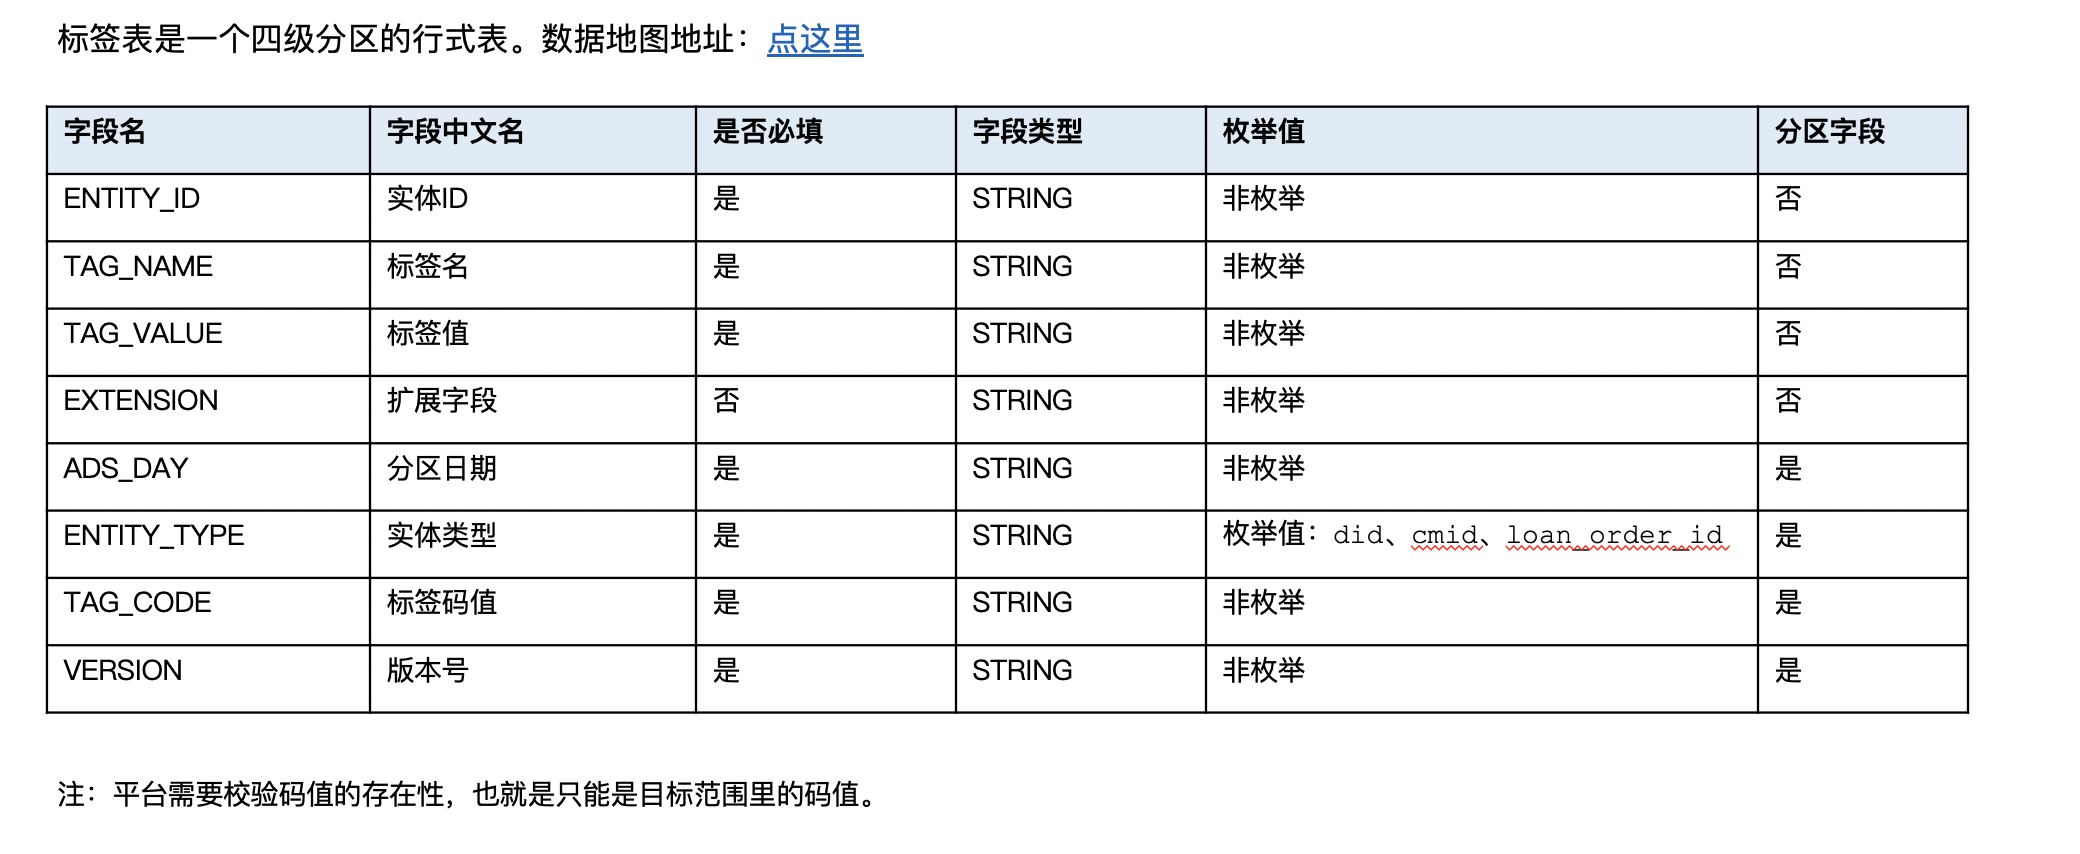 标签表是一个四级分区的行式表。数据地图地址：点这里
字段名 字段中文名 是否必填 字段类型 枚举值 分区字段
ENTITY_ID 实体ID 是 STRING 非枚举 否
TAG_NAME 标签名 是 STRING 非枚举 否
TAG_VALUE 标签值 是 STRING 非枚举 否
EXTENSION 扩展字段 否 STRING 非枚举 否
ADS_DAY 分区日期 是 STRING 非枚举 是
ENTITY_TYPE 实体类型 是 STRING 枚举值：did、cmid、loan_order_id 是
TAG_CODE 标签码值 是 STRING 非枚举 是
VERSION 版本号 是 STRING 非枚举 是
注：平台需要校验码值的存在性，也就是只能是目标范围里的码值。